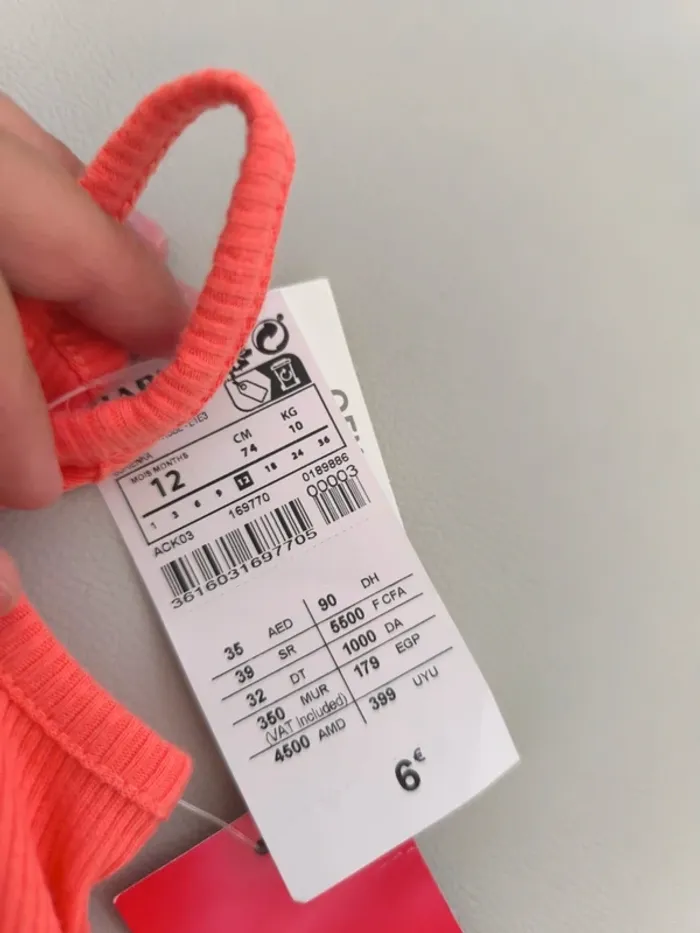 CM KG
MOIS MONTHS 74 10
12
1 3 6 9 12 18 24 36
169770 0189886
ACK03 00003
3616031697705
35 AED 90 DH
39 SR 5500 F CFA
32 DT 1000 DA
350 MUR 179 EGP
(VAT Included) 399 UYU
4500 AMD
6€